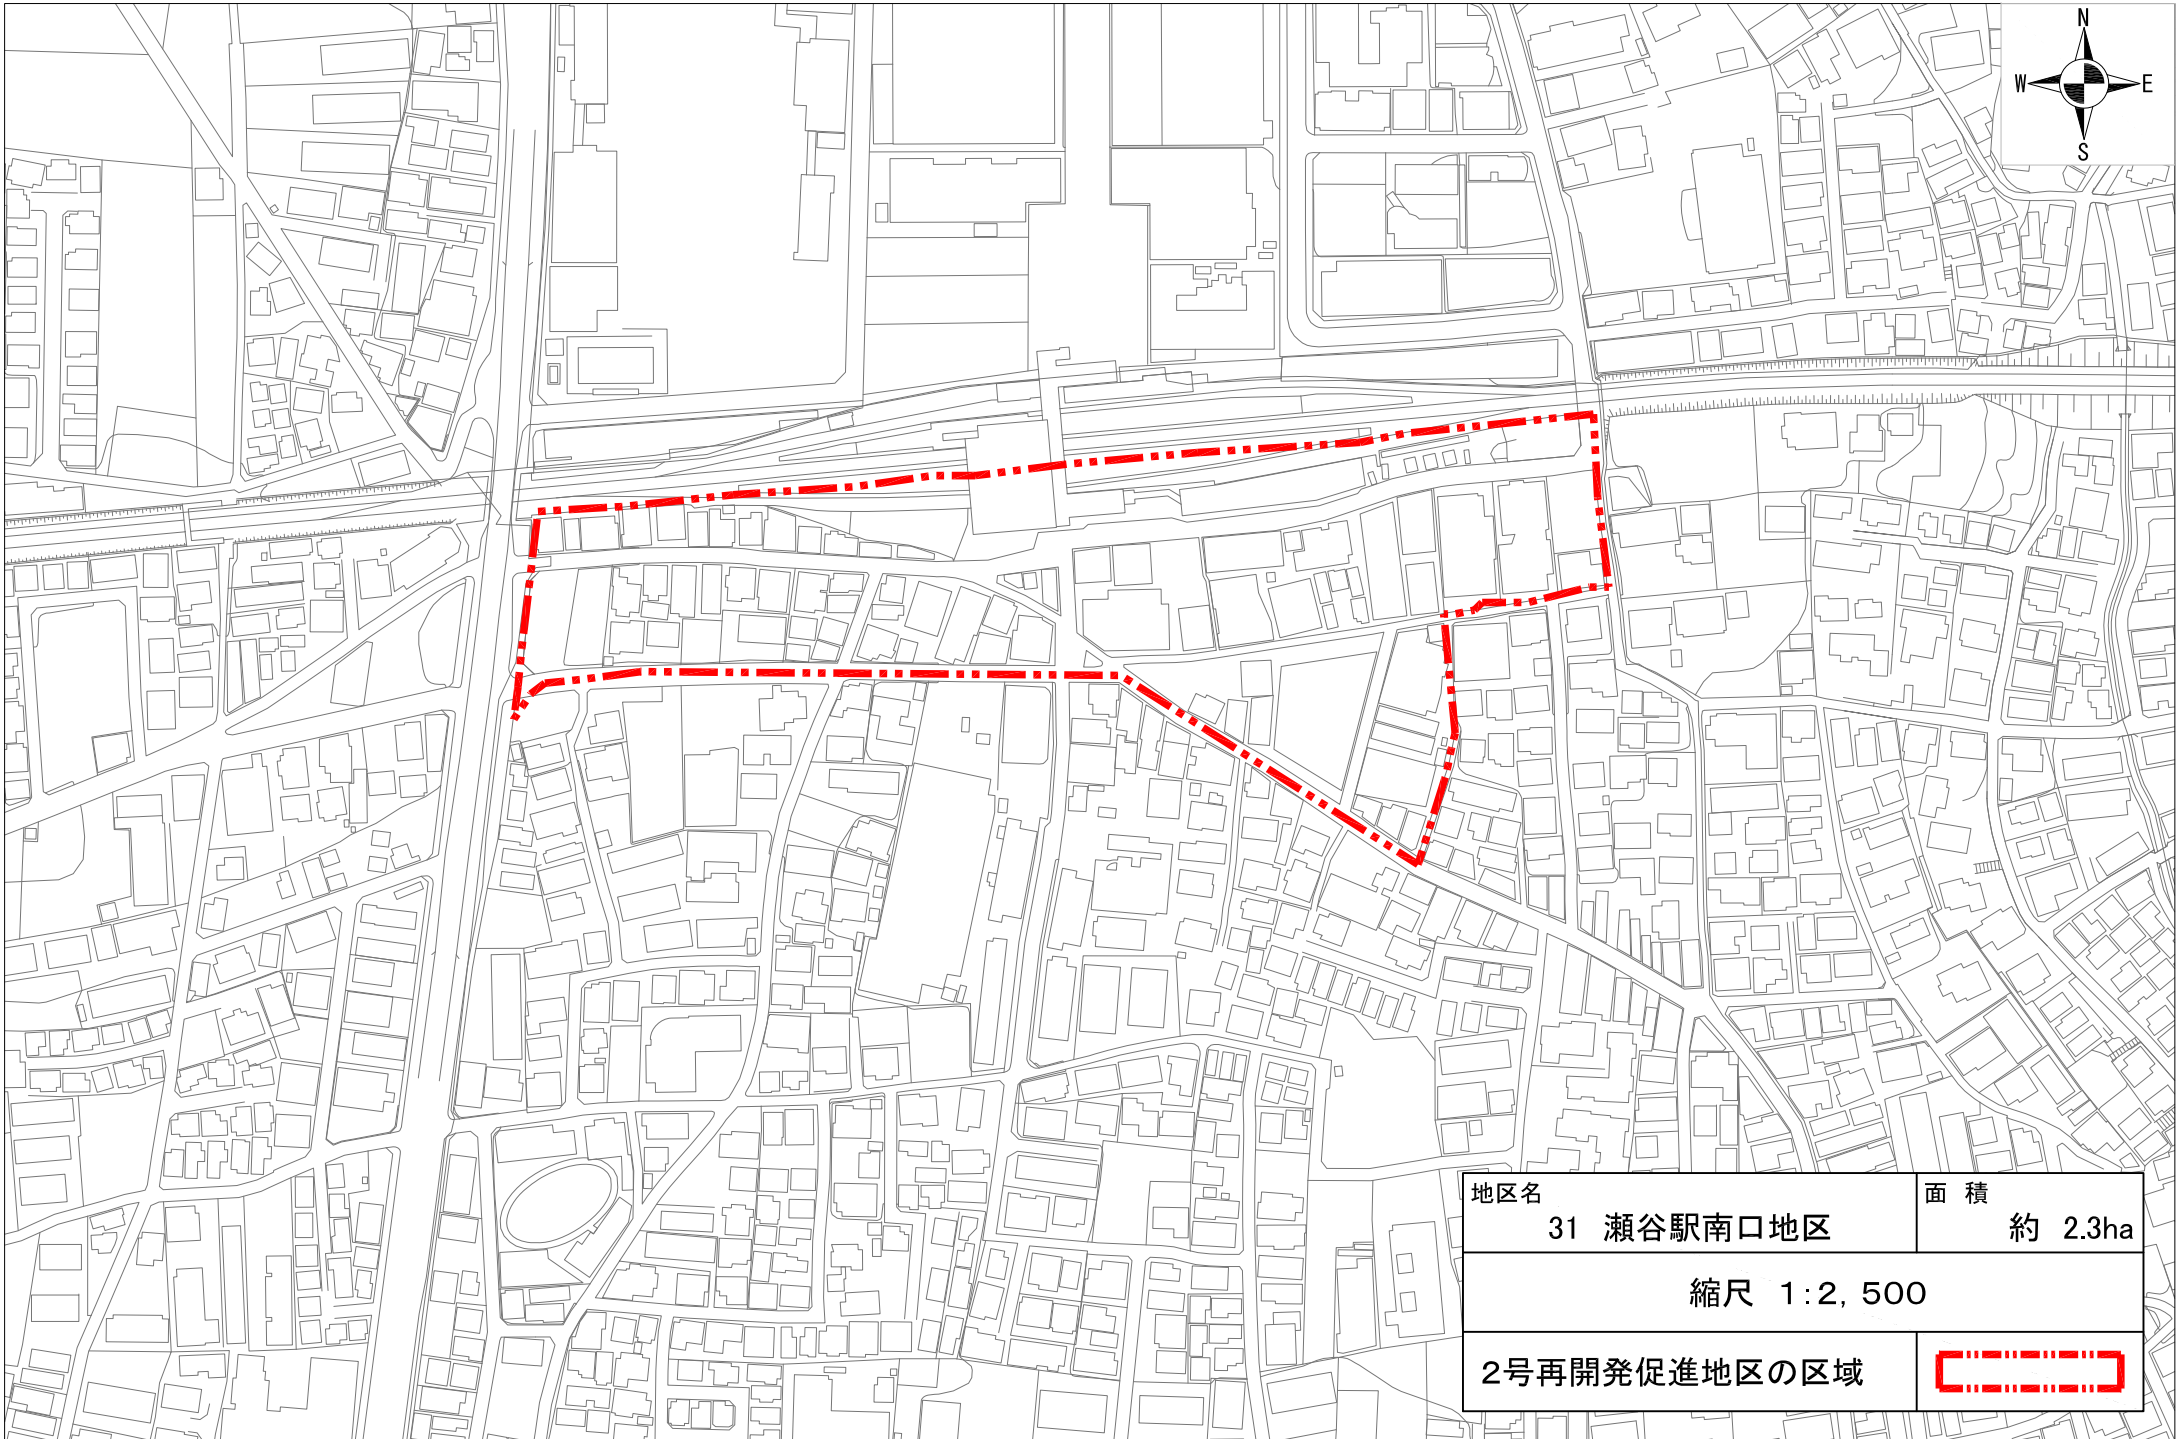 N
W E
S
地区名
31 瀬谷駅南口地区
面 積
約 2.3ha
縮尺 1:2,500
2号再開発促進地区の区域